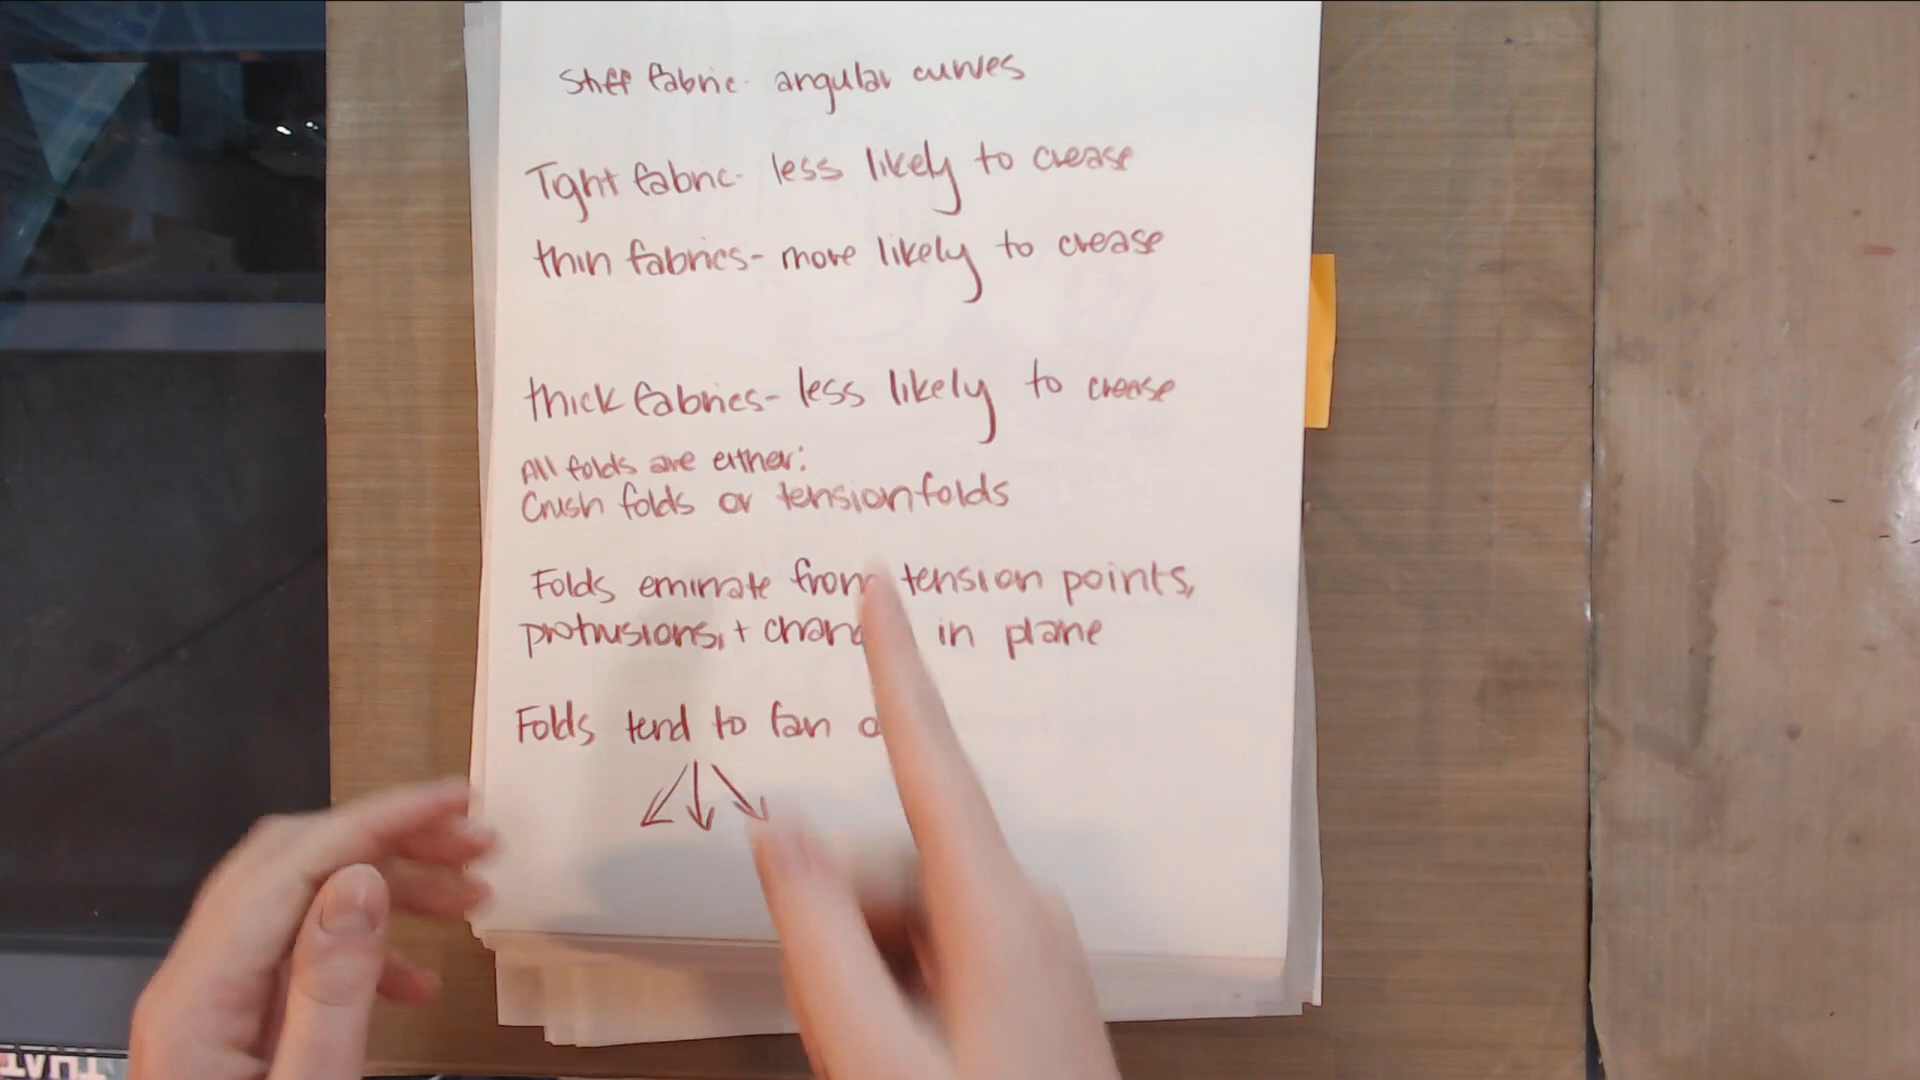 Stiff fabric- angular curves
Tight fabric- less likely to crease
thin fabrics- more likely to crease
thick fabrics- less likely to crease
All folds are either:
Crush folds or tension folds
Folds eminate from tension points,
protrusions, + chang in plane
Folds tend to fan o
THAT